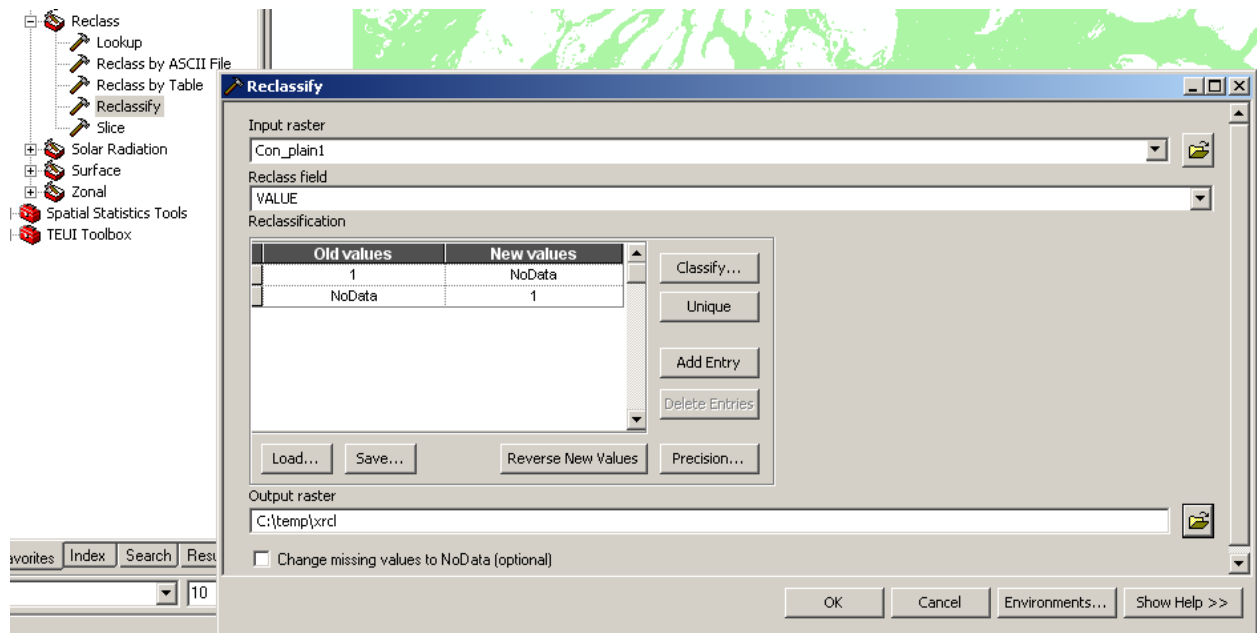 Reclass
Lookup
Reclass by ASCII File
Reclass by Table
Reclassify
Slice
Solar Radiation
Surface
Zonal
Spatial Statistics Tools
TEUI Toolbox
avorites Index Search Resu
10
Reclassify
Input raster
Con_plain1
Reclass field
VALUE
Reclassification
Old values New values
1 NoData
NoData 1
Classify...
Unique
Add Entry
Delete Entries
Load... Save... Reverse New Values Precision...
Output raster
C:\temp\xrcl
Change missing values to NoData (optional)
OK Cancel Environments... Show Help >>